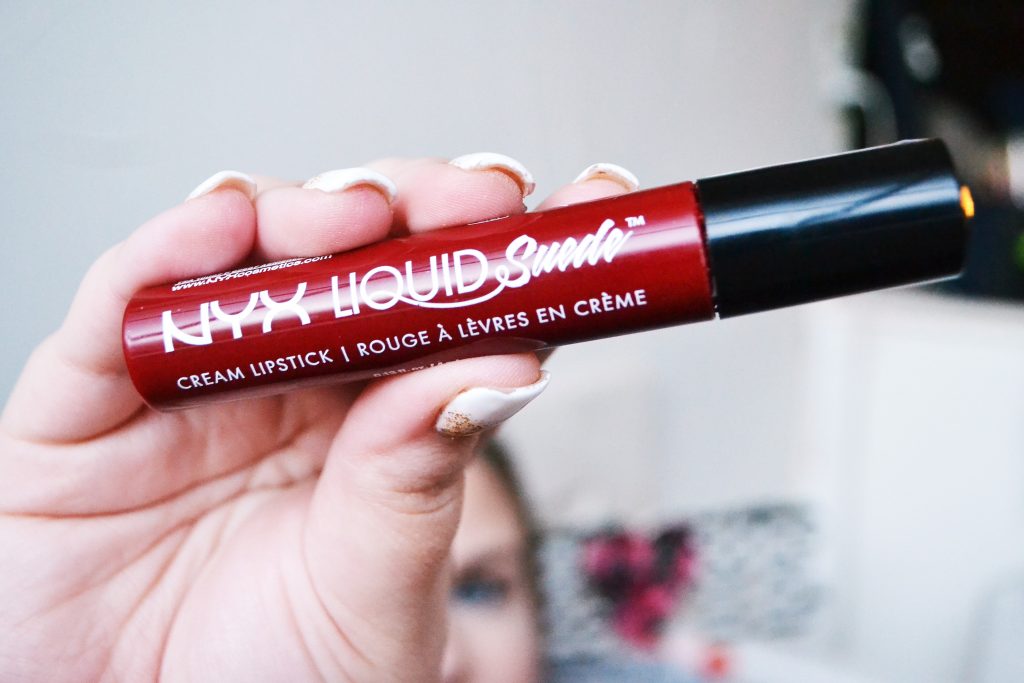 www.NYXcosmetics.com
NYX LIQUID Suede™
CREAM LIPSTICK | ROUGE À LÈVRES EN CRÈME